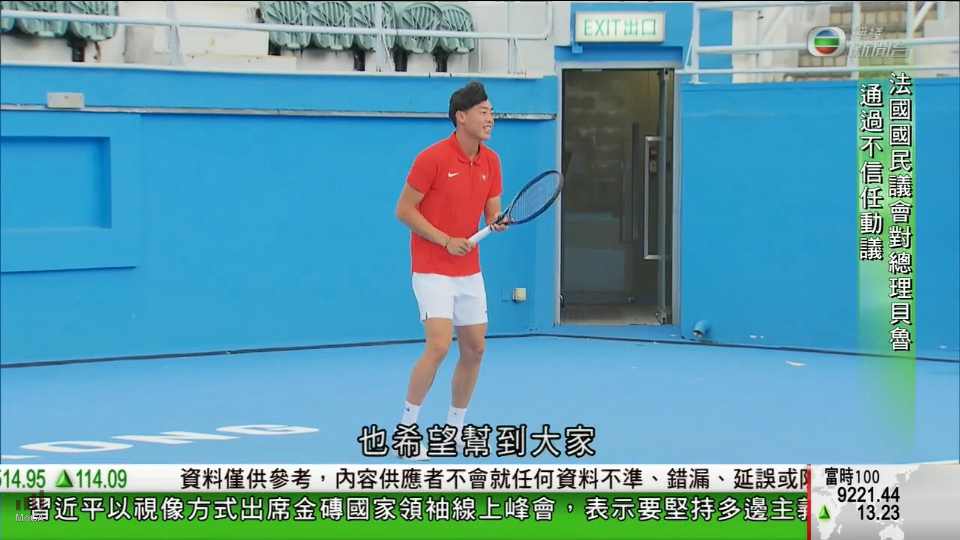 EXIT 出口
無綫新聞台
法國國民議會對總理貝魯
通過不信任動議
ONG
也希望幫到大家
514.95 ▲114.09
資料僅供參考，內容供應者不會就任何資料不準、錯漏、延誤或
富時100
9221.44
▲ 13.23
習近平以視像方式出席金磚國家領袖線上峰會，表示要堅持多邊主義